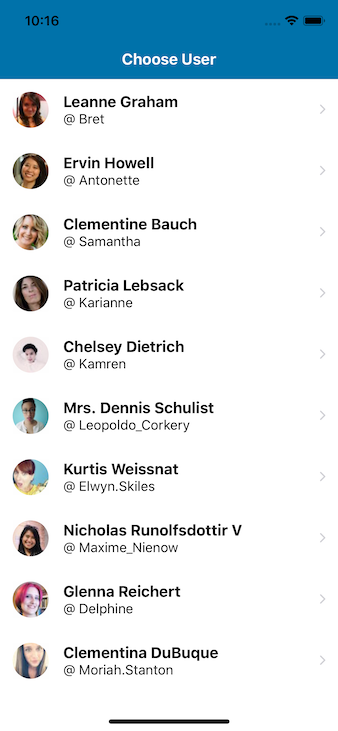 10:16
Choose User
Leanne Graham
@ Bret
Ervin Howell
@ Antonette
Clementine Bauch
@ Samantha
Patricia Lebsack
@ Karianne
Chelsey Dietrich
@ Kamren
Mrs. Dennis Schulist
@ Leopoldo_Corkery
Kurtis Weissnat
@ Elwyn.Skiles
Nicholas Runolfsdottir V
@ Maxime_Nienow
Glenna Reichert
@ Delphine
Clementina DuBuque
@ Moriah.Stanton